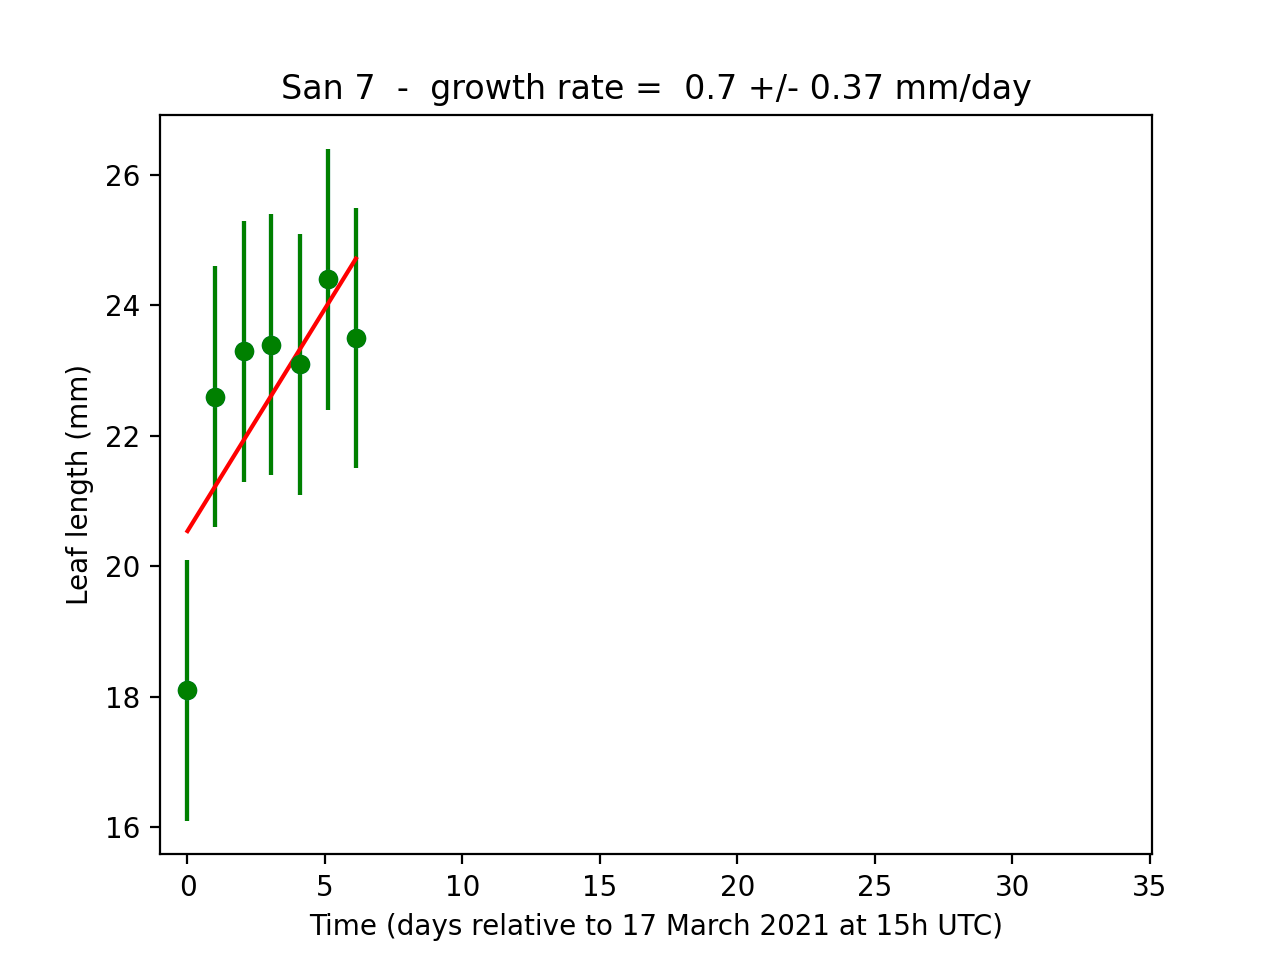 San 7  -  growth rate =  0.7 +/- 0.37 mm/day
26
24
22
20
18
16
Leaf length (mm)
0 5 10 15 20 25 30 35
Time (days relative to 17 March 2021 at 15h UTC)